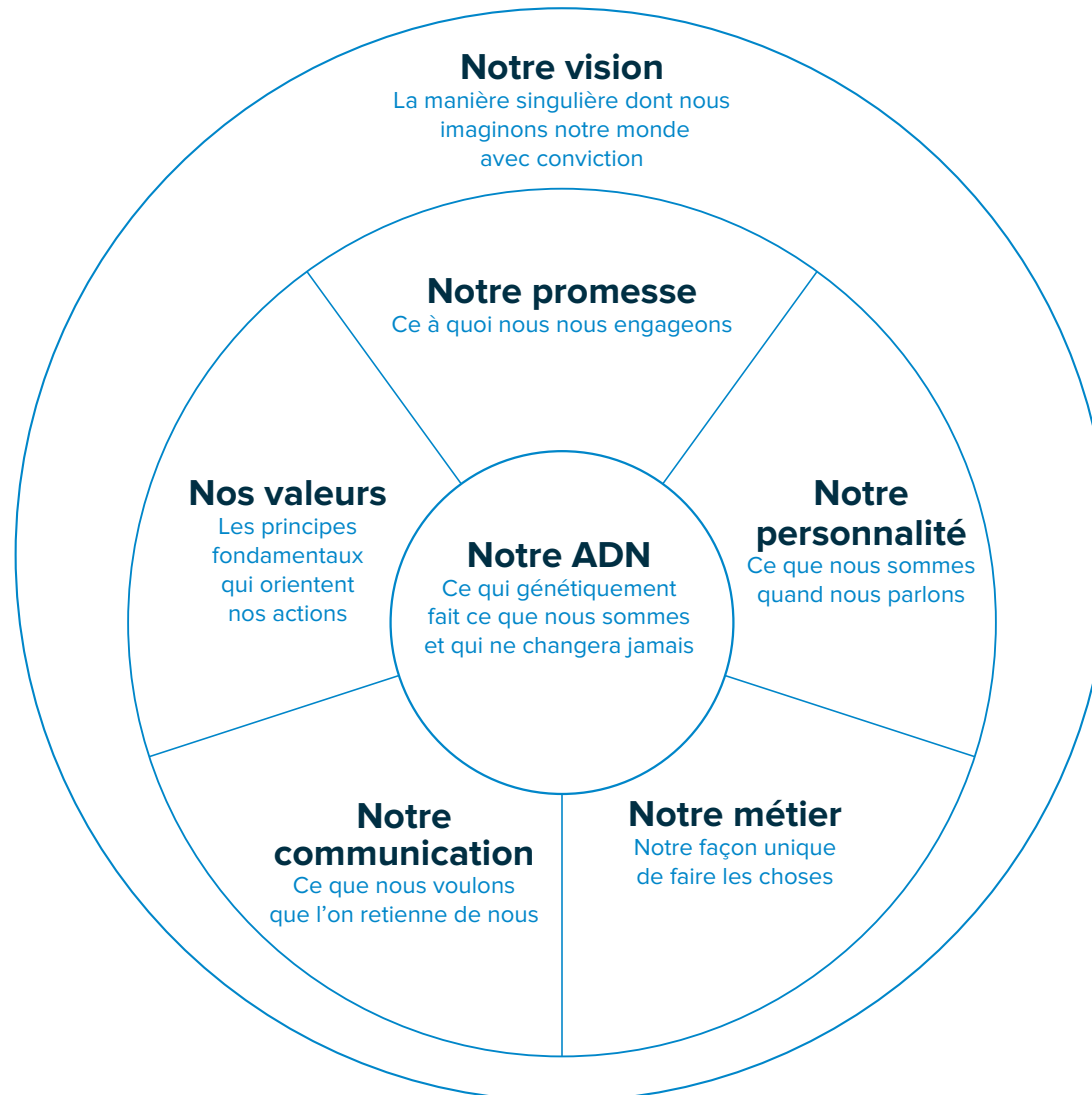 Notre vision
La manière singulière dont nous
imaginons notre monde
avec conviction
Notre promesse
Ce à quoi nous nous engageons
Nos valeurs
Les principes
fondamentaux
qui orientent
nos actions
Notre ADN
Ce qui génétiquement
fait ce que nous sommes
et qui ne changera jamais
Notre
personnalité
Ce que nous sommes
quand nous parlons
Notre
communication
Ce que nous voulons
que l’on retienne de nous
Notre métier
Notre façon unique
de faire les choses